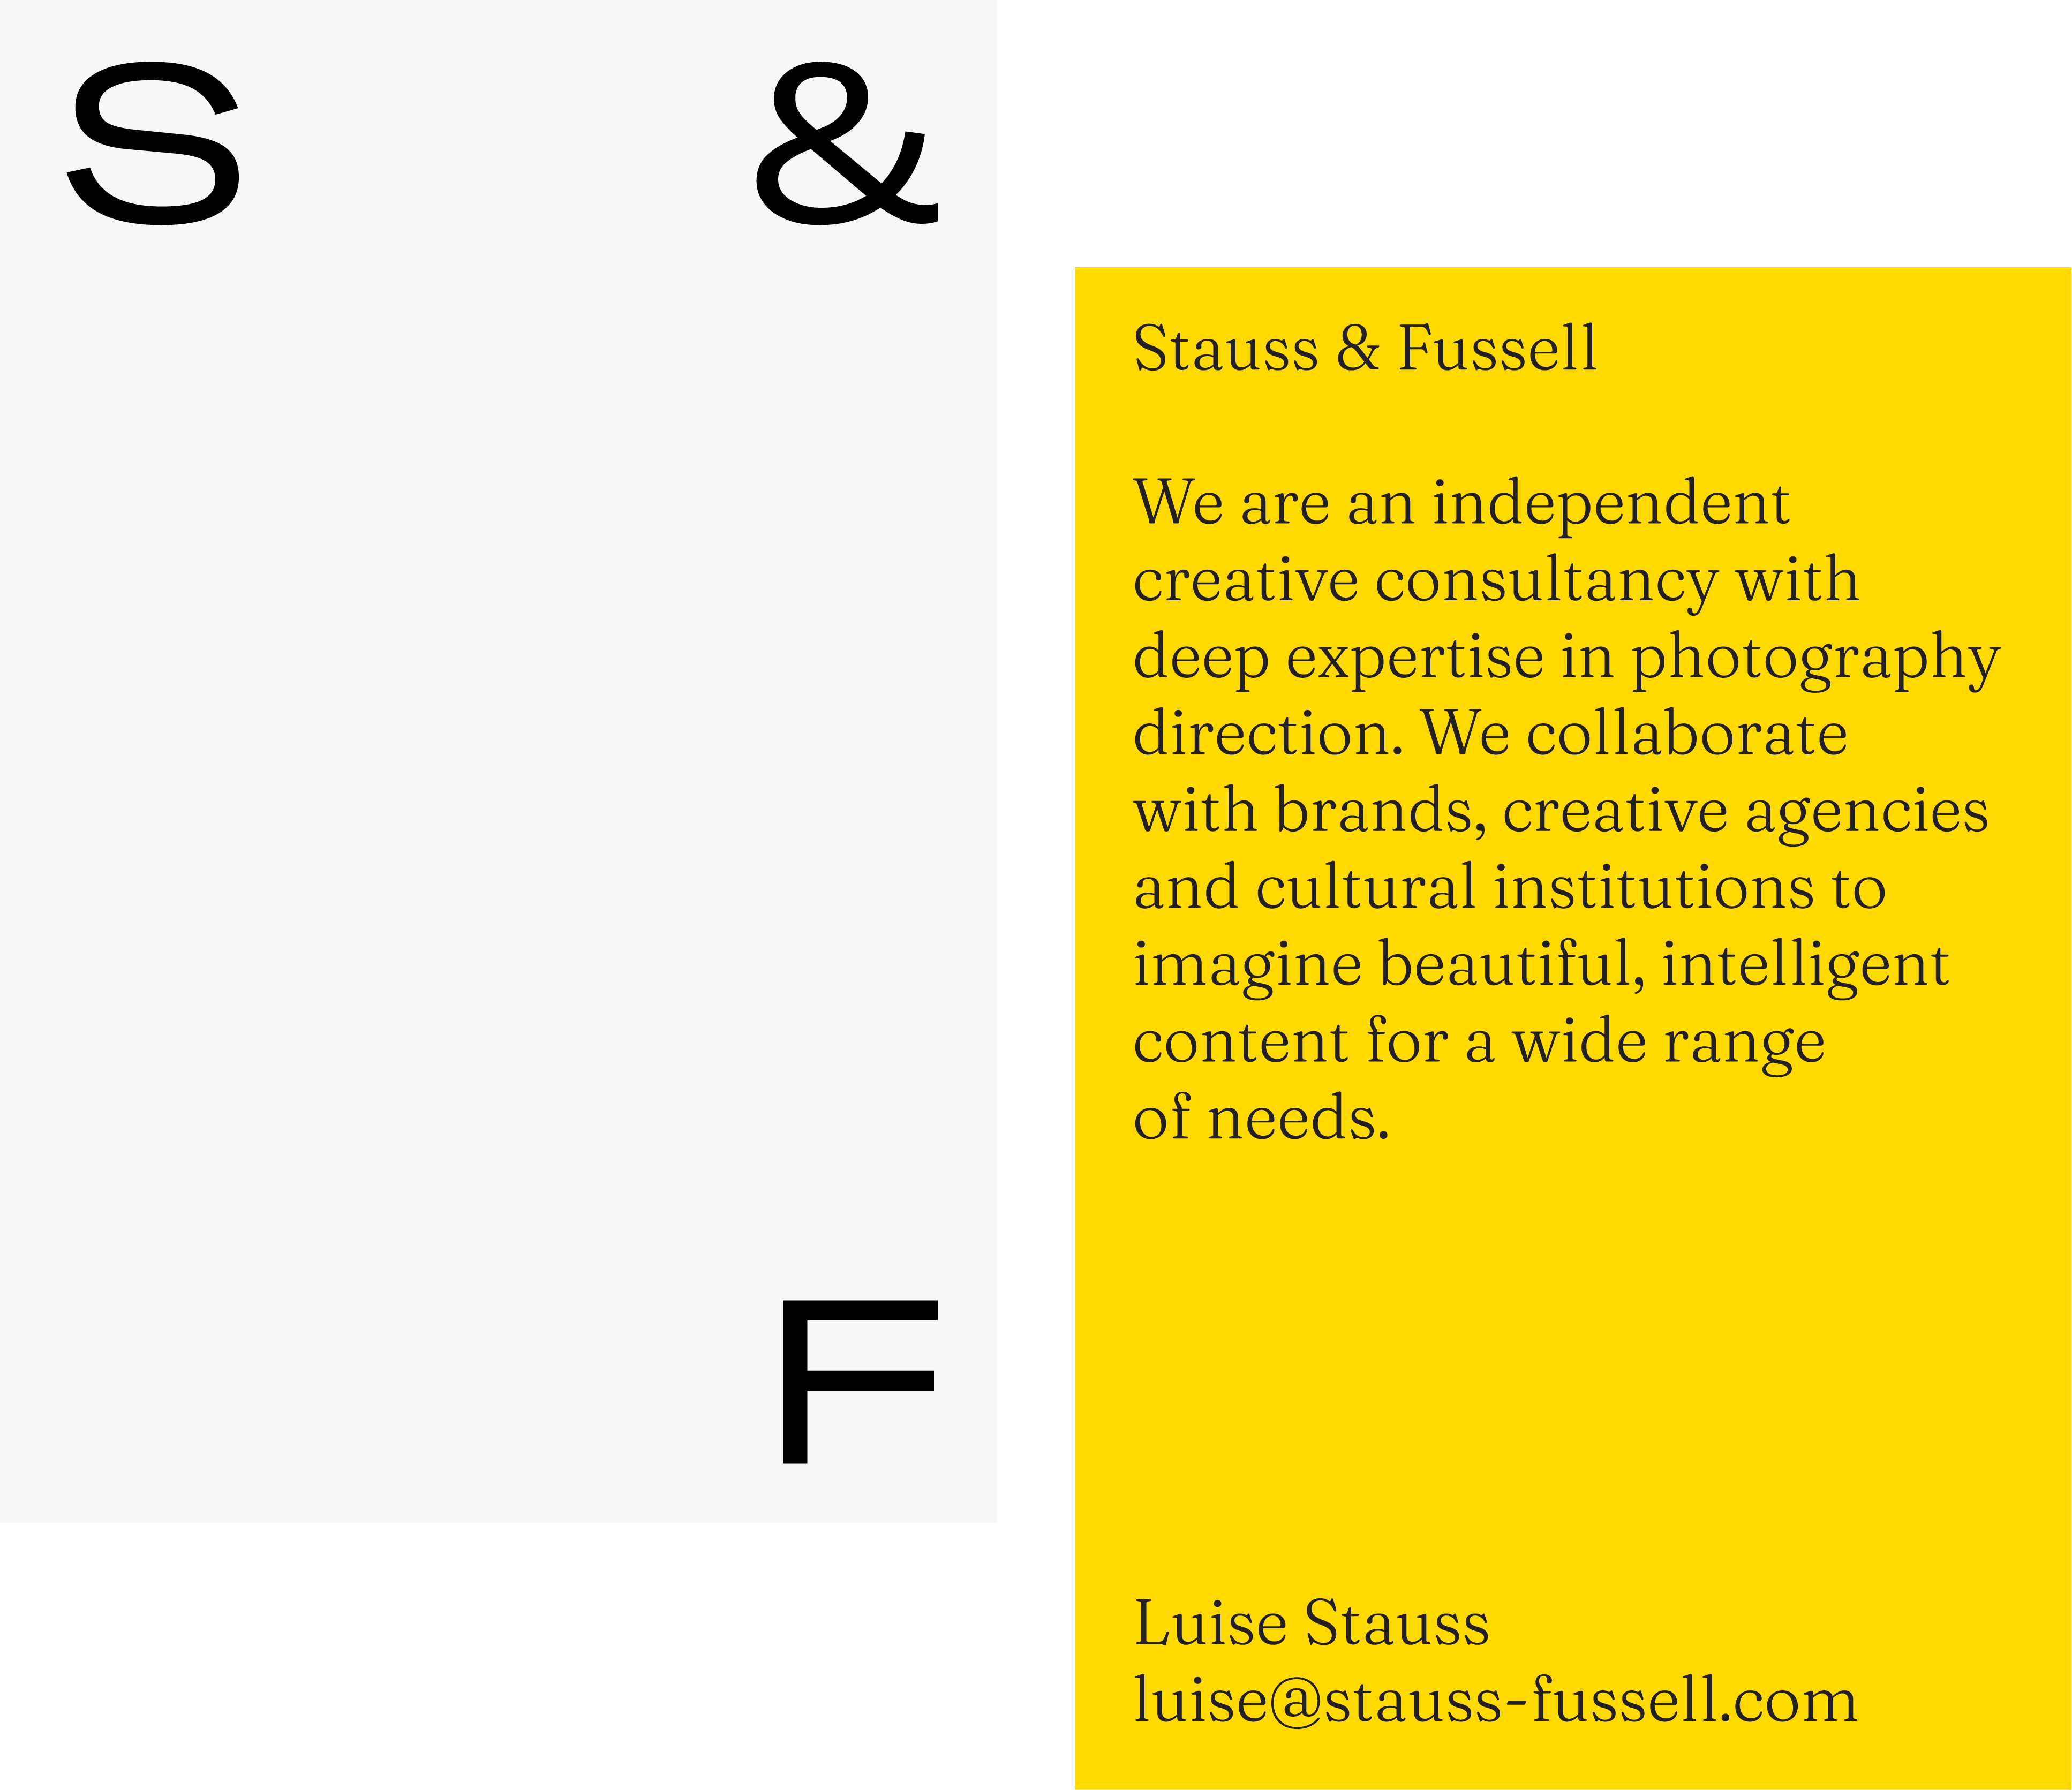 S &
F
Stauss & Fussell
We are an independent
creative consultancy with
deep expertise in photography
direction. We collaborate
with brands, creative agencies
and cultural institutions to
imagine beautiful, intelligent
content for a wide range
of needs.
Luise Stauss
luise@stauss-fussell.com